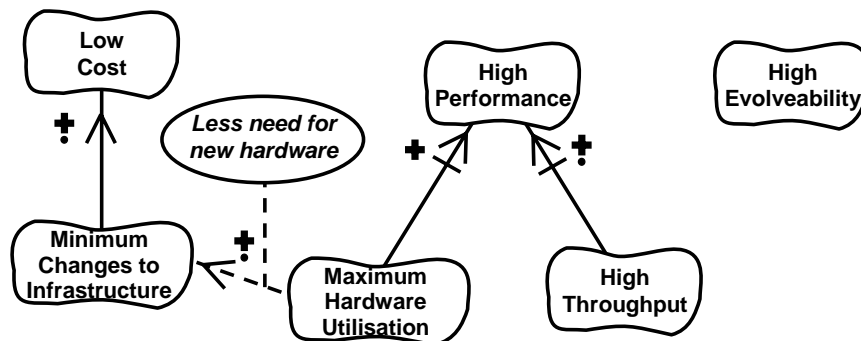 Low
Cost
High
Performance
High
Evolveability
Less need for
new hardware
Minimum
Changes to
Infrastructure
Maximum
Hardware
Utilisation
High
Throughput